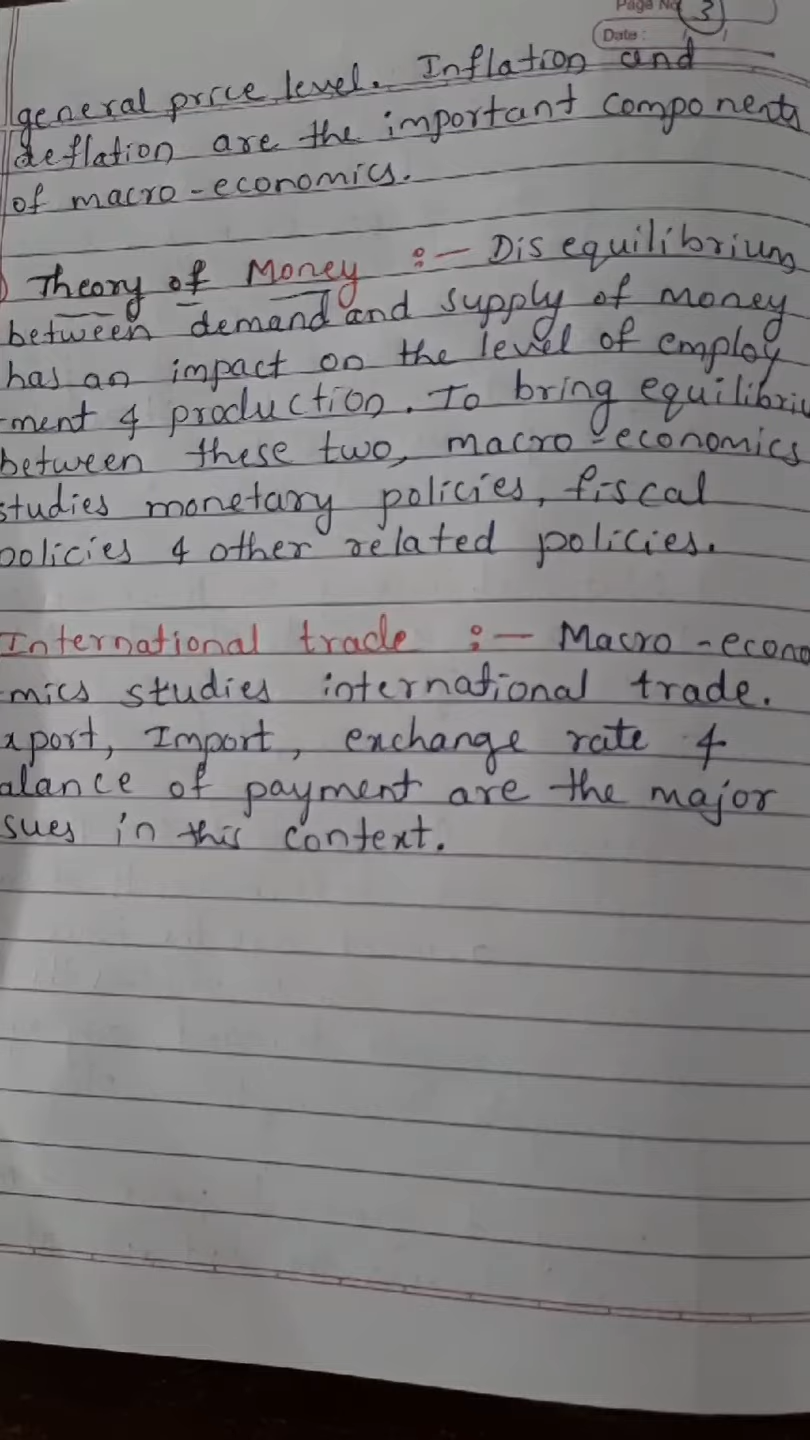 Page No 3
Date: / /
general price level. Inflation and
deflation are the important components
of macro-economics.
) Theory of Money :- Disequilibrium
between demand and supply of money
has an impact on the level of employ
-ment & production. To bring equilibriu
between these two, macro-economics
studies monetary policies, fiscal
policies & other related policies.
International trade :- Macro-econo
-mics studies international trade.
xport, Import, exchange rate &
alance of payment are the major
sues in this context.